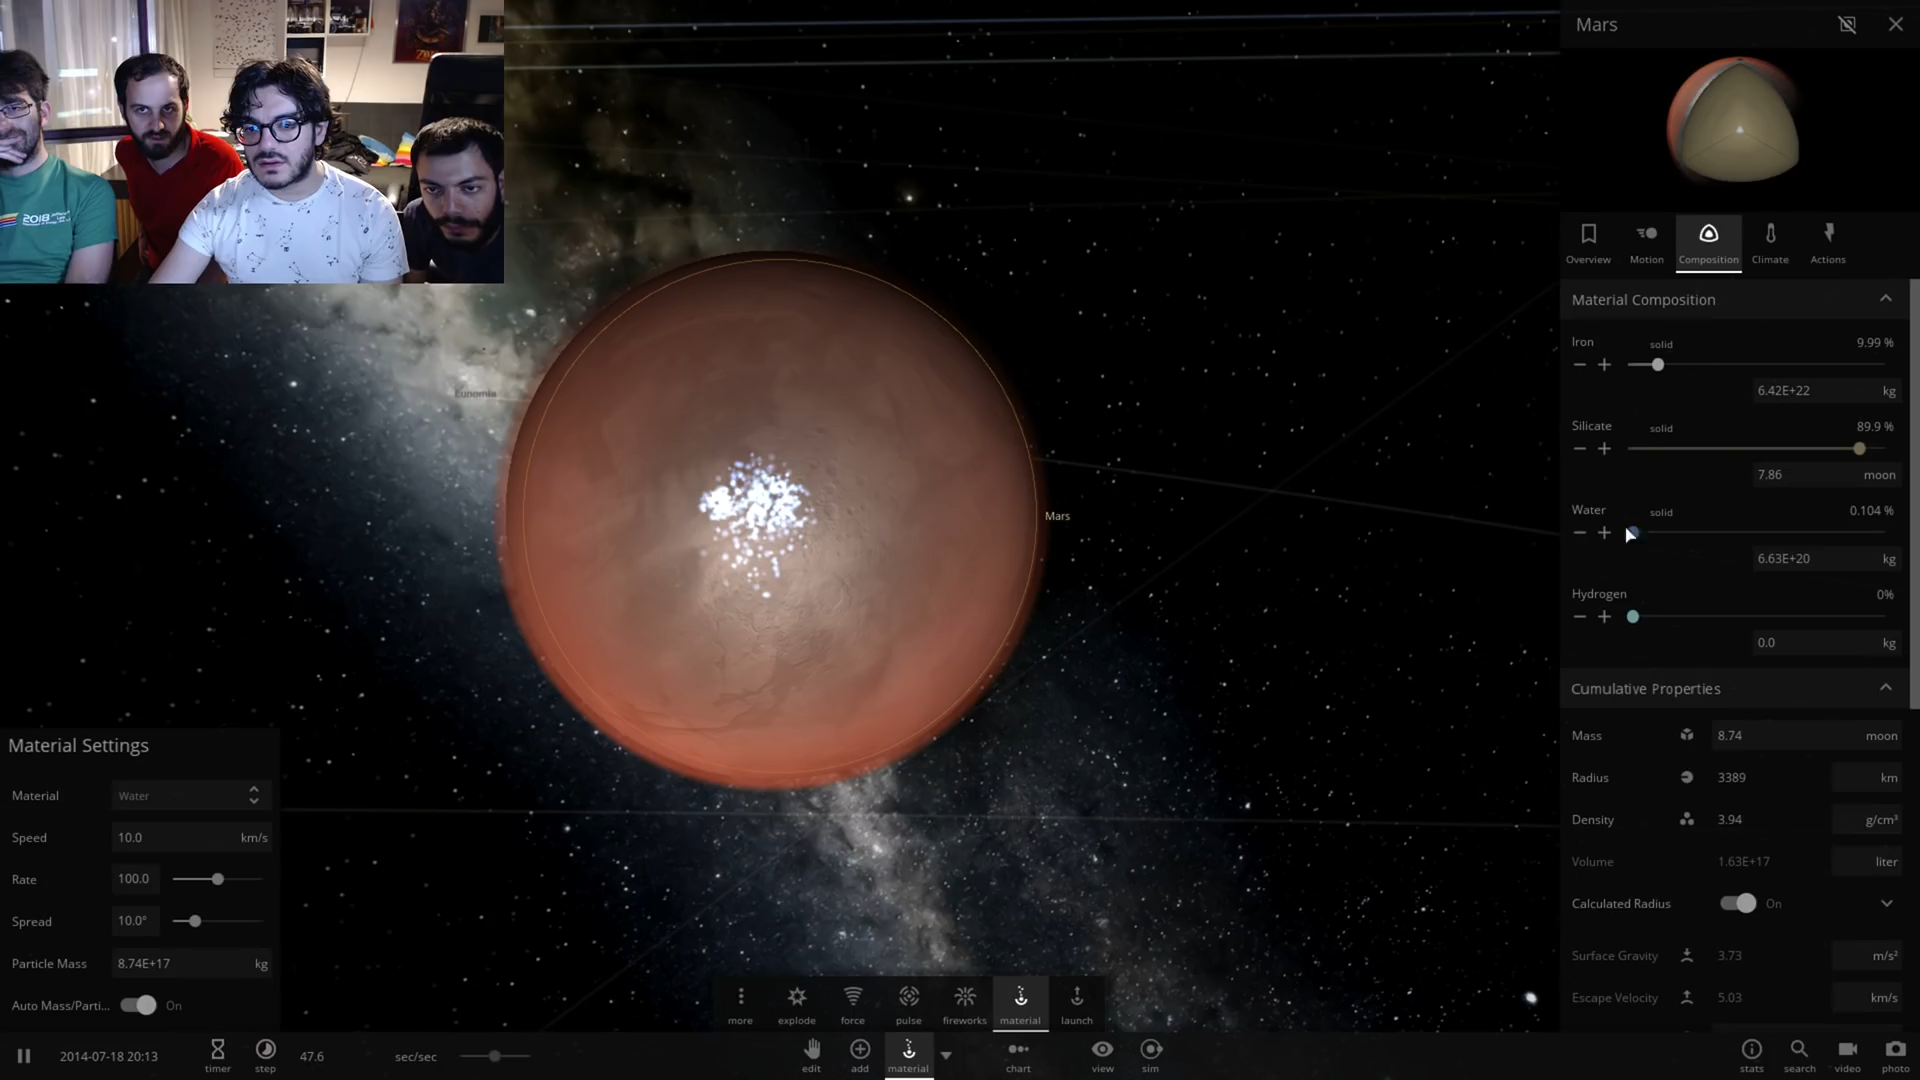 2018
Mars
Overview
Motion
Composition
Climate
Actions
Material Composition
Iron solid 9.99 %
6.42E+22 kg
Silicate solid 89.9 %
7.86 moon
Water solid 0.104 %
6.63E+20 kg
Hydrogen 0%
0.0 kg
Cumulative Properties
Mass 8.74 moon
Radius 3389 km
Density 3.94 g/cm³
Volume 1.63E+17 liter
Calculated Radius On
Surface Gravity 3.73 m/s²
Escape Velocity 5.03 km/s
Eunomia
Mars
Material Settings
Material Water
Speed 10.0 km/s
Rate 100.0
Spread 10.0°
Particle Mass 8.74E+17 kg
Auto Mass/Parti... On
more explode force pulse fireworks material launch
2014-07-18 20:13 timer step 47.6 sec/sec edit add material chart view sim stats search video photo